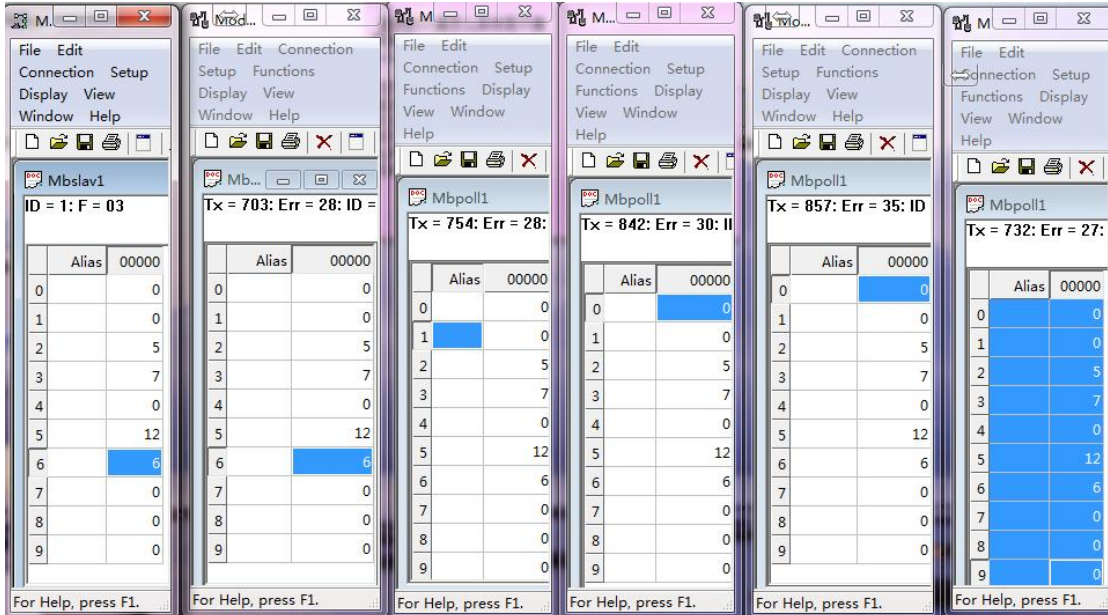 M.
File Edit
Connection Setup
Display View
Window Help
Mbslav1
ID = 1: F = 03
Alias 00000
0 0
1 0
2 5
3 7
4 0
5 12
6 6
7 0
8 0
9 0
For Help, press F1.
Mod...
File Edit Connection
Setup Functions
Display View
Window Help
Mb...
Tx = 703: Err = 28: ID =
Alias 00000
0 0
1 0
2 5
3 7
4 0
5 12
6 6
7 0
8 0
9 0
For Help, press F1.
M
File Edit
Connection Setup
Functions Display
View Window
Help
Mbpoll1
Tx = 754: Err = 28:
Alias 00000
0 0
1 0
2 5
3 7
4 0
5 12
6 6
7 0
8 0
9 0
For Help, press F1.
M...
File Edit
Connection Setup
Functions Display
View Window
Help
Mbpoll1
Tx = 842: Err = 30: II
Alias 00000
0 0
1 0
2 5
3 7
4 0
5 12
6 6
7 0
8 0
9 0
For Help, press F1.
Mo...
File Edit Connection
Setup Functions
Display View
Window Help
Mbpoll1
Tx = 857: Err = 35: ID
Alias 00000
0 0
1 0
2 5
3 7
4 0
5 12
6 6
7 0
8 0
9 0
For Help, press F1.
M
File Edit
Connection Setup
Functions Display
View Window
Help
Mbpoll1
Tx = 732: Err = 27:
Alias 00000
0 0
1 0
2 5
3 7
4 0
5 12
6 6
7 0
8 0
9 0
For Help, press F1.